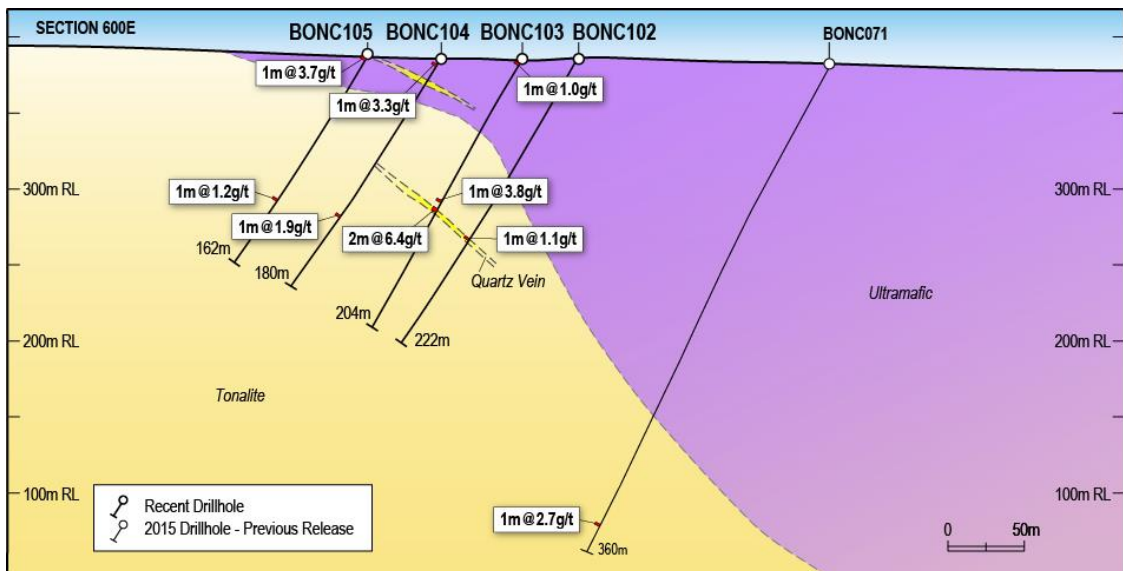 SECTION 600E
BONC105
BONC104
BONC103
BONC102
BONC071
1m@3.7g/t
1m@3.3g/t
1m@1.0g/t
300m RL
300m RL
1m@1.2g/t
1m@3.8g/t
1m@1.9g/t
2m@6.4g/t
1m@1.1g/t
162m
180m
Quartz Vein
Ultramafic
204m
222m
200m RL
200m RL
Tonalite
100m RL
100m RL
Recent Drillhole
2015 Drillhole - Previous Release
1m@2.7g/t
360m
0 50m